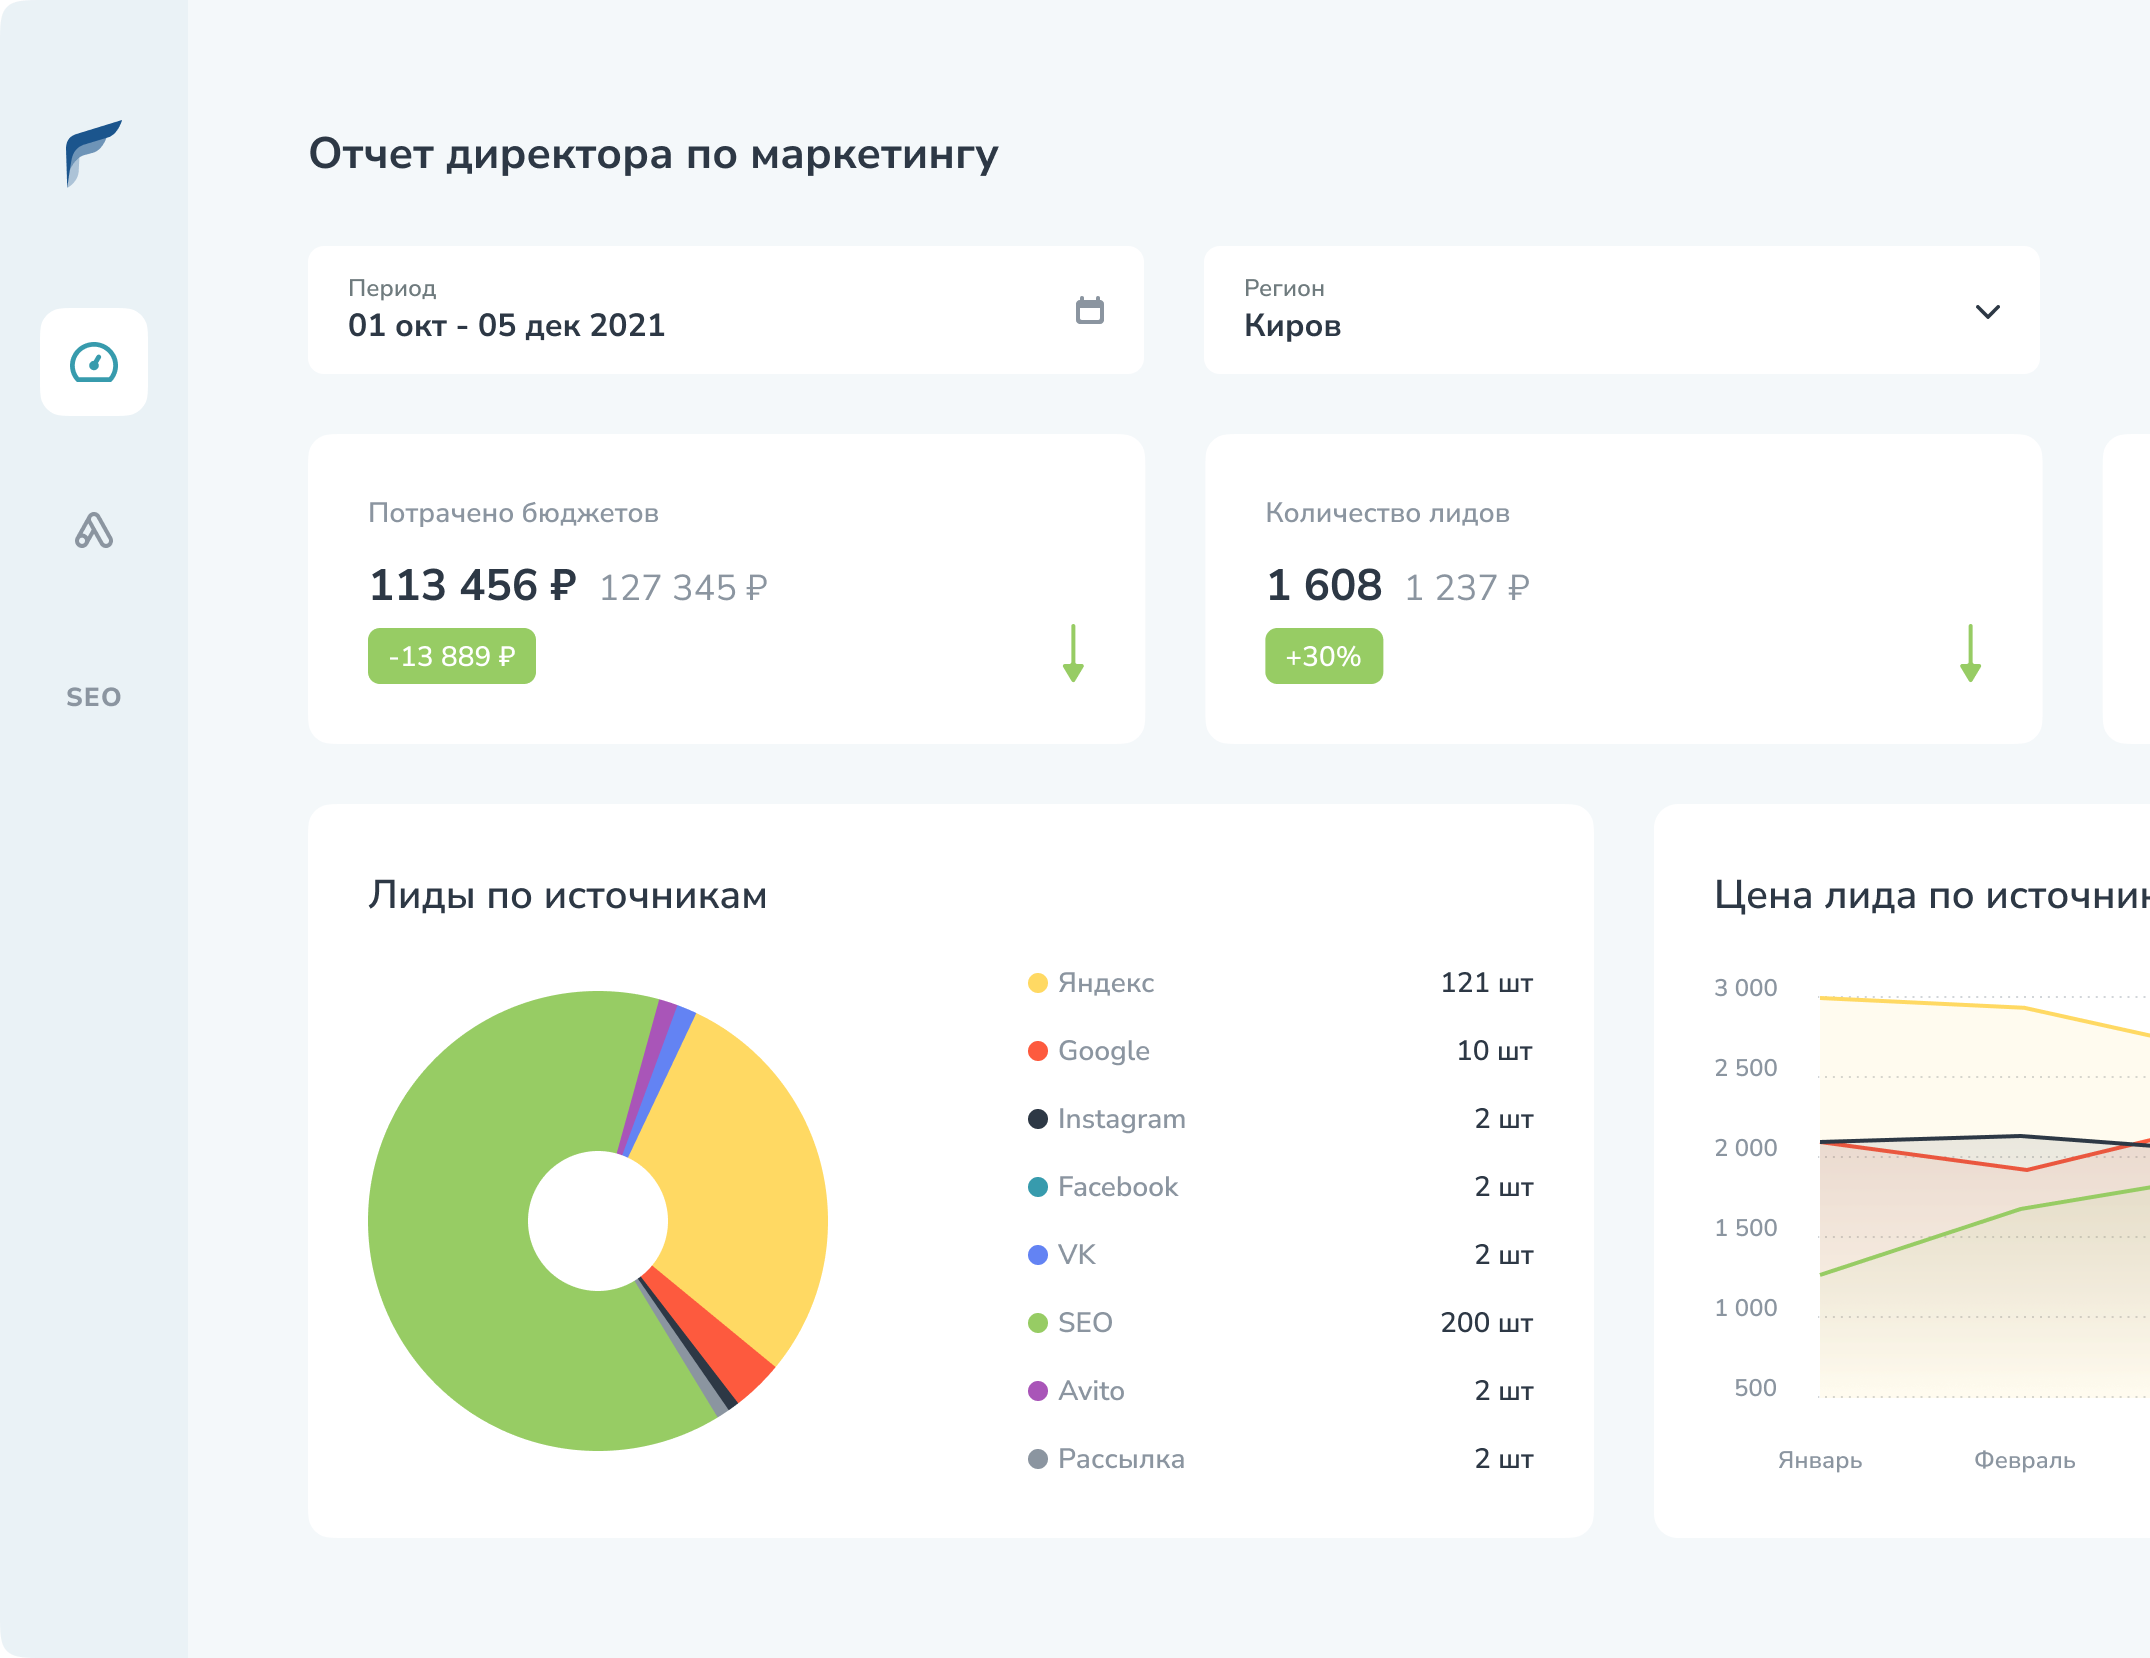 Отчет директора по маркетингу
Период
01 окт - 05 дек 2021
Регион
Киров
Потрачено бюджетов
113 456 ₽ 127 345 ₽
-13 889 ₽
Количество лидов
1 608 1 237 ₽
+30%
SEO
Лиды по источникам
Яндекс 121 шт
Google 10 шт
Instagram 2 шт
Facebook 2 шт
VK 2 шт
SEO 200 шт
Avito 2 шт
Рассылка 2 шт
Цена лида по источник
3 000
2 500
2 000
1 500
1 000
500
Январь Февраль